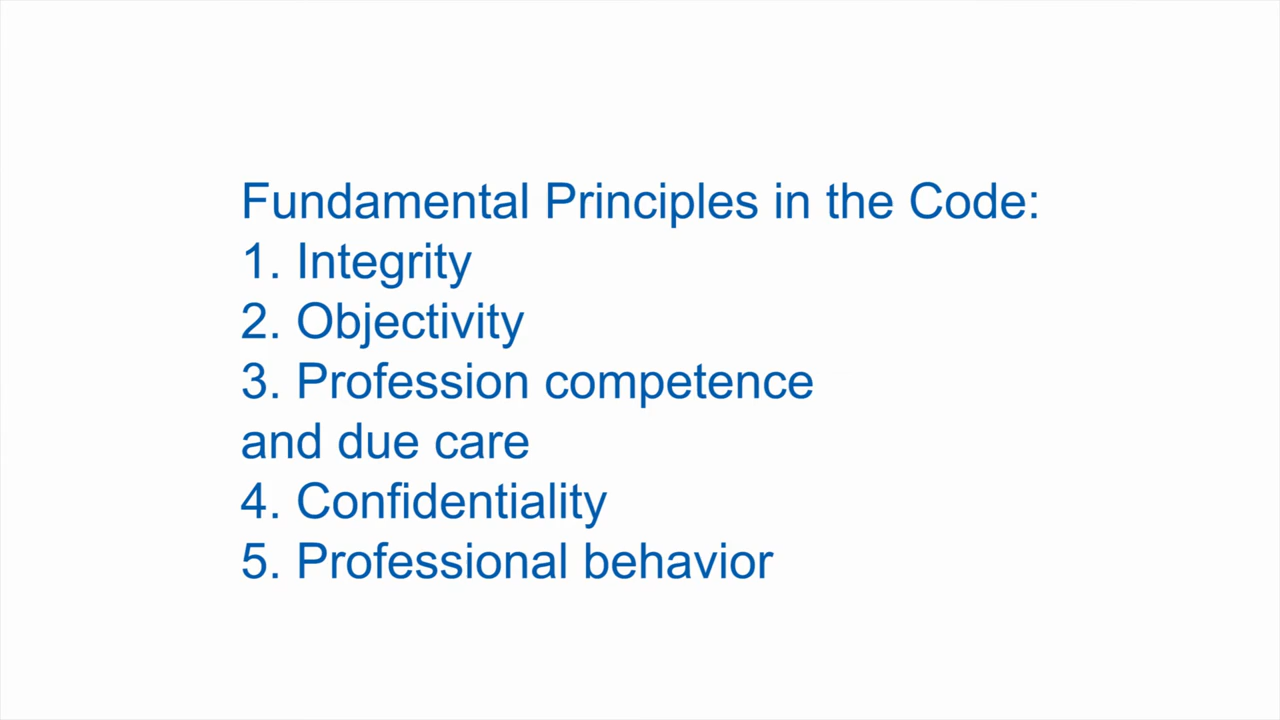 Fundamental Principles in the Code:
1. Integrity
2. Objectivity
3. Profession competence
and due care
4. Confidentiality
5. Professional behavior